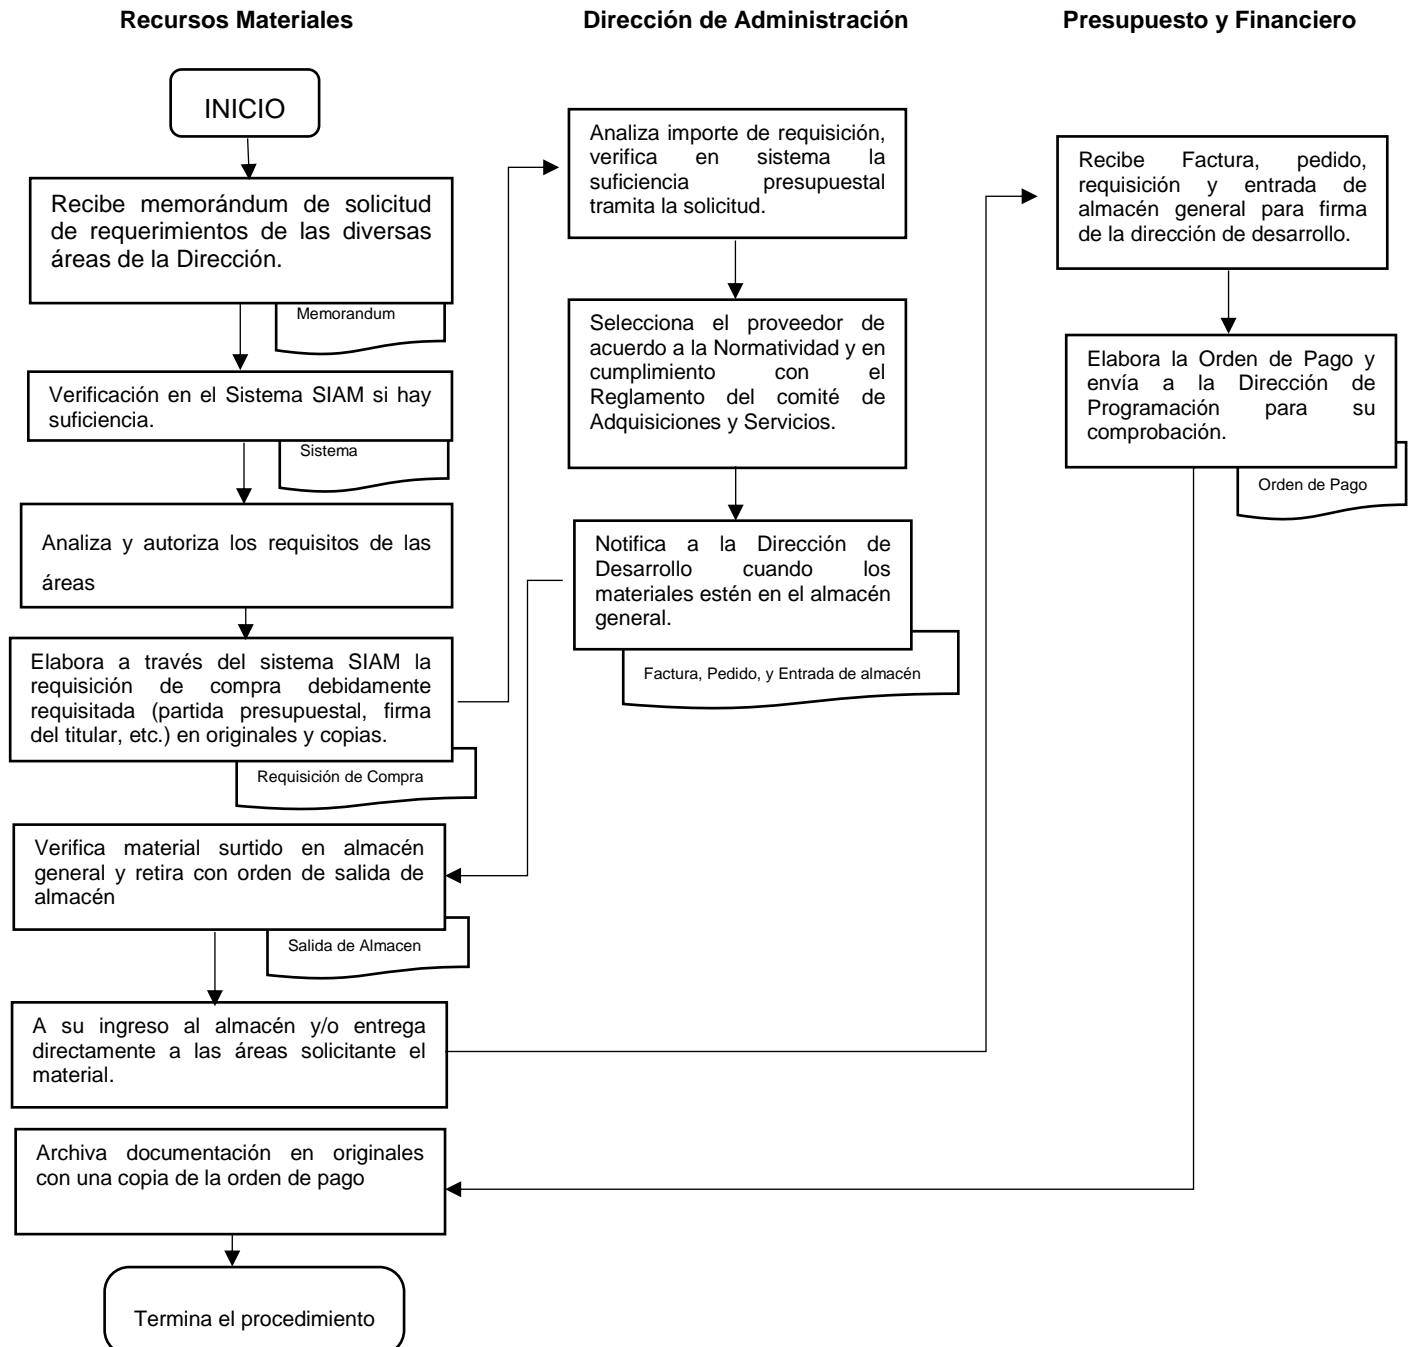 Recursos Materiales
Dirección de Administración
Presupuesto y Financiero
INICIO
Recibe memorándum de solicitud
de requerimientos de las diversas
áreas de la Dirección.
Memorandum
Verificación en el Sistema SIAM si hay
suficiencia.
Sistema
Analiza y autoriza los requisitos de las
áreas
Elabora a través del sistema SIAM la
requisición de compra debidamente
requisitada (partida presupuestal, firma
del titular, etc.) en originales y copias.
Requisición de Compra
Analiza importe de requisición,
verifica en sistema la
suficiencia presupuestal
tramita la solicitud.
Selecciona el proveedor de
acuerdo a la Normatividad y en
cumplimiento con el
Reglamento del comité de
Adquisiciones y Servicios.
Notifica a la Dirección de
Desarrollo cuando los
materiales estén en el almacén
general.
Factura, Pedido, y Entrada de almacén
Verifica material surtido en almacén
general y retira con orden de salida de
almacén
Salida de Almacen
A su ingreso al almacén y/o entrega
directamente a las áreas solicitante el
material.
Recibe Factura, pedido,
requisición y entrada de
almacén general para firma
de la dirección de desarrollo.
Elabora la Orden de Pago y
envía a la Dirección de
Programación para su
comprobación.
Orden de Pago
Archiva documentación en originales
con una copia de la orden de pago
Termina el procedimiento